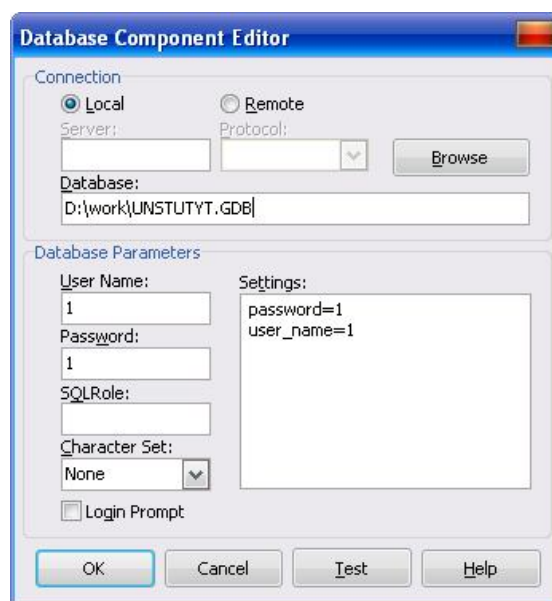 Database Component Editor
Connection
Local Remote
Server: Protocol:
Browse
Database:
D:\work\UNSTUTYT.GDB
Database Parameters
User Name: Settings:
1
password=1
user_name=1
Password:
1
SQLRole:
Character Set:
None
Login Prompt
OK Cancel Test Help